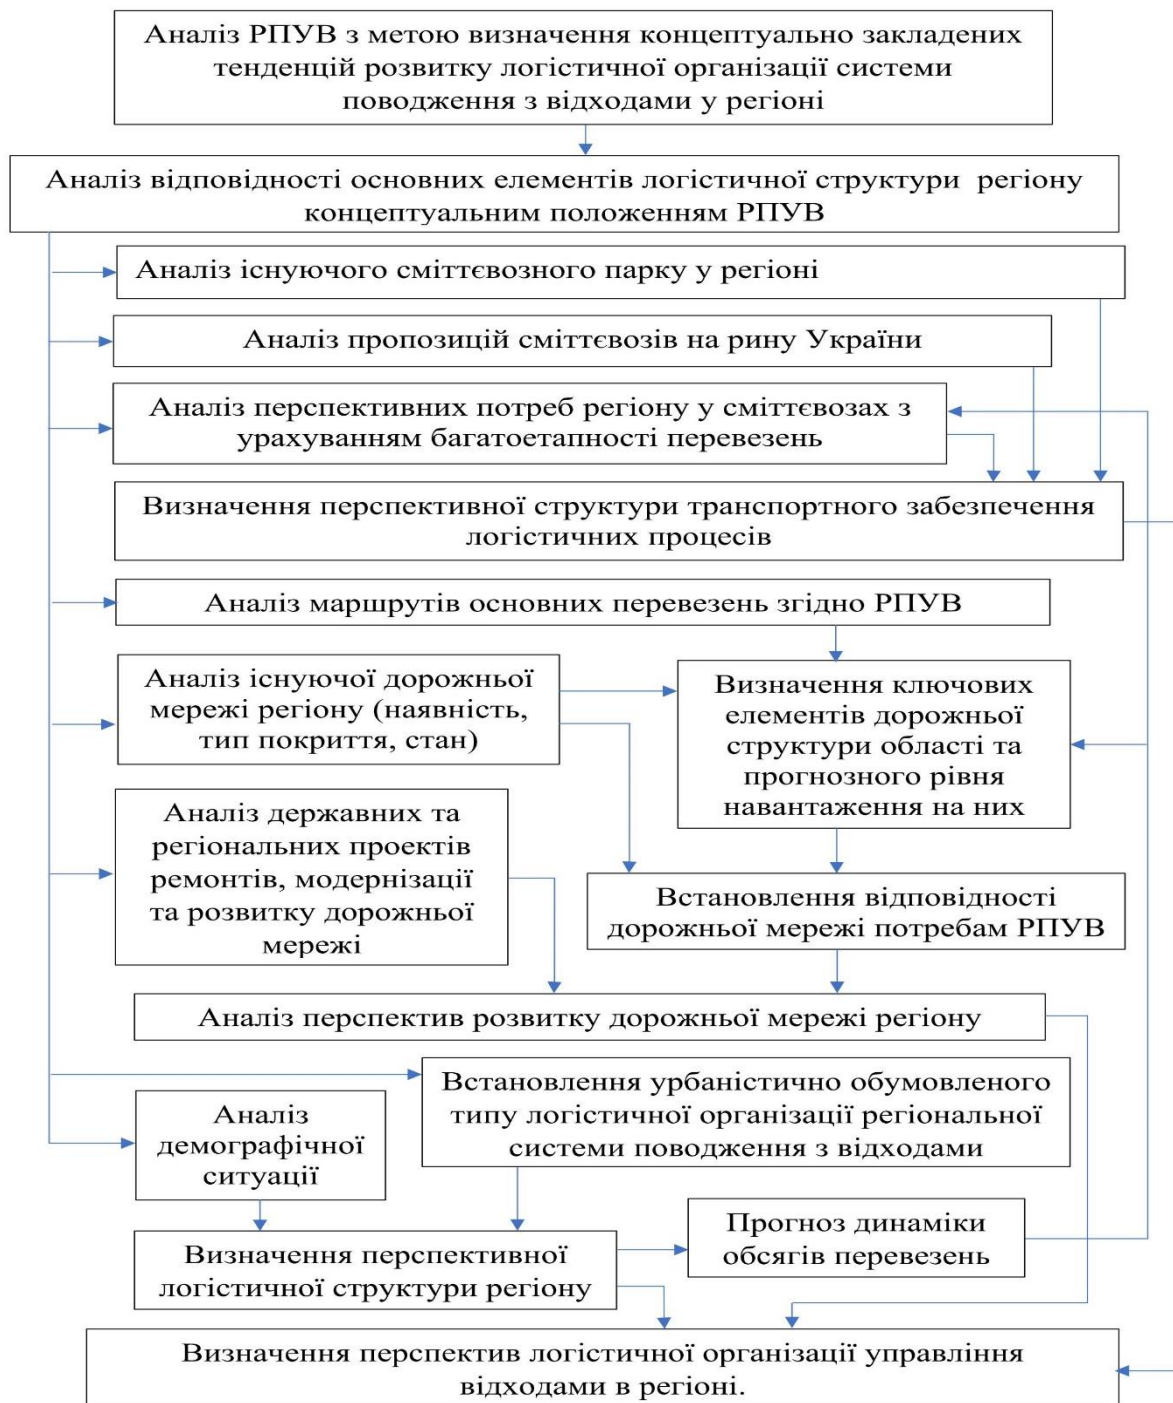 Аналіз РПУВ з метою визначення концептуально закладених
тенденцій розвитку логістичної організації системи
поводження з відходами у регіоні
Аналіз відповідності основних елементів логістичної структури регіону
концептуальним положенням РПУВ
Аналіз існуючого сміттєвозного парку у регіоні
Аналіз пропозицій сміттєвозів на рину України
Аналіз перспективних потреб регіону у сміттєвозах з
урахуванням багатоетапності перевезень
Визначення перспективної структури транспортного забезпечення
логістичних процесів
Аналіз маршрутів основних перевезень згідно РПУВ
Аналіз існуючої дорожньої
мережі регіону (наявність,
тип покриття, стан)
Визначення ключових
елементів дорожньої
структури області та
прогнозного рівня
навантаження на них
Аналіз державних та
регіональних проектів
ремонтів, модернізації
та розвитку дорожньої
мережі
Встановлення відповідності
дорожньої мережі потребам РПУВ
Аналіз перспектив розвитку дорожньої мережі регіону
Встановлення урбаністично обумовленого
типу логістичної організації регіональної
системи поводження з відходами
Аналіз
демографічної
ситуації
Визначення перспективної
логістичної структури регіону
Прогноз динаміки
обсягів перевезень
Визначення перспектив логістичної організації управління
відходами в регіоні.